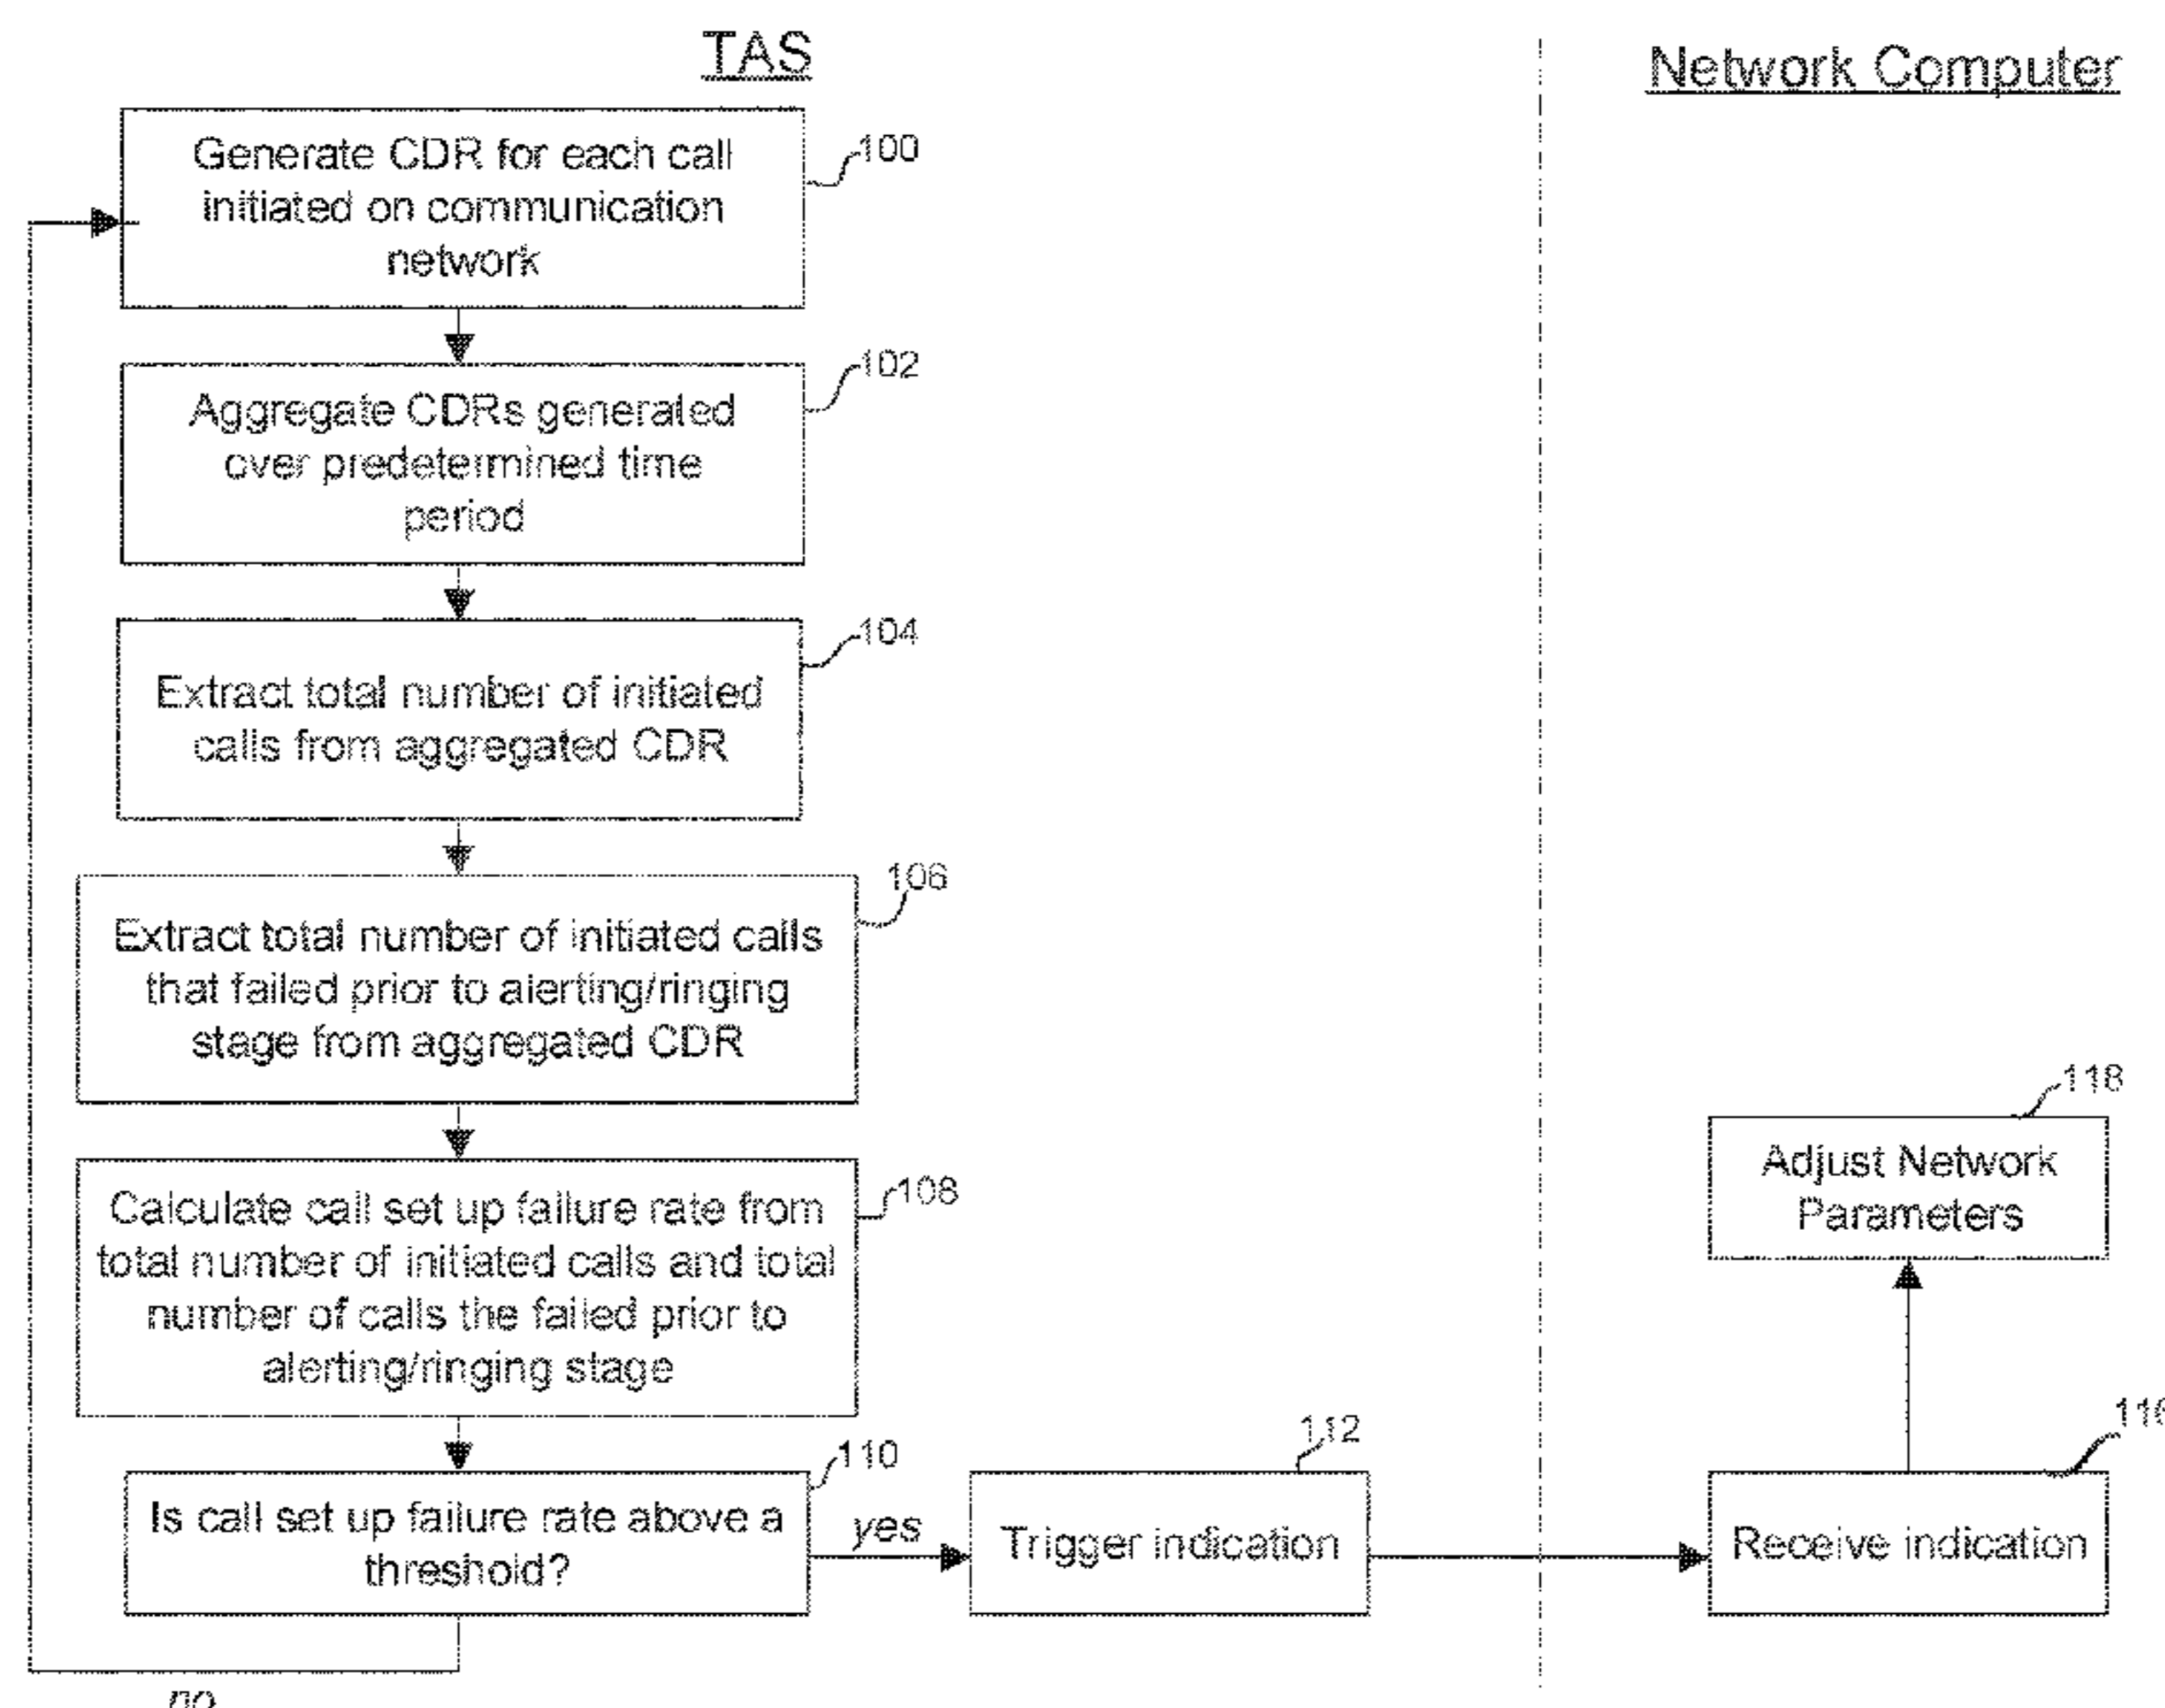 TAS
Network Computer
Generate CDR for each call
initiated on communication
network
100
Aggregate CDRs generated
over predetermined time
period
102
Extract total number of initiated
calls from aggregated CDR
104
Extract total number of initiated calls
that failed prior to alerting/ringing
stage from aggregated CDR
106
Calculate call set up failure rate from
total number of initiated calls and total
number of calls the failed prior to
alerting/ringing stage
108
Is call set up failure rate above a
threshold?
110
yes
no
Trigger indication
112
Receive indication
116
Adjust Network
Parameters
118